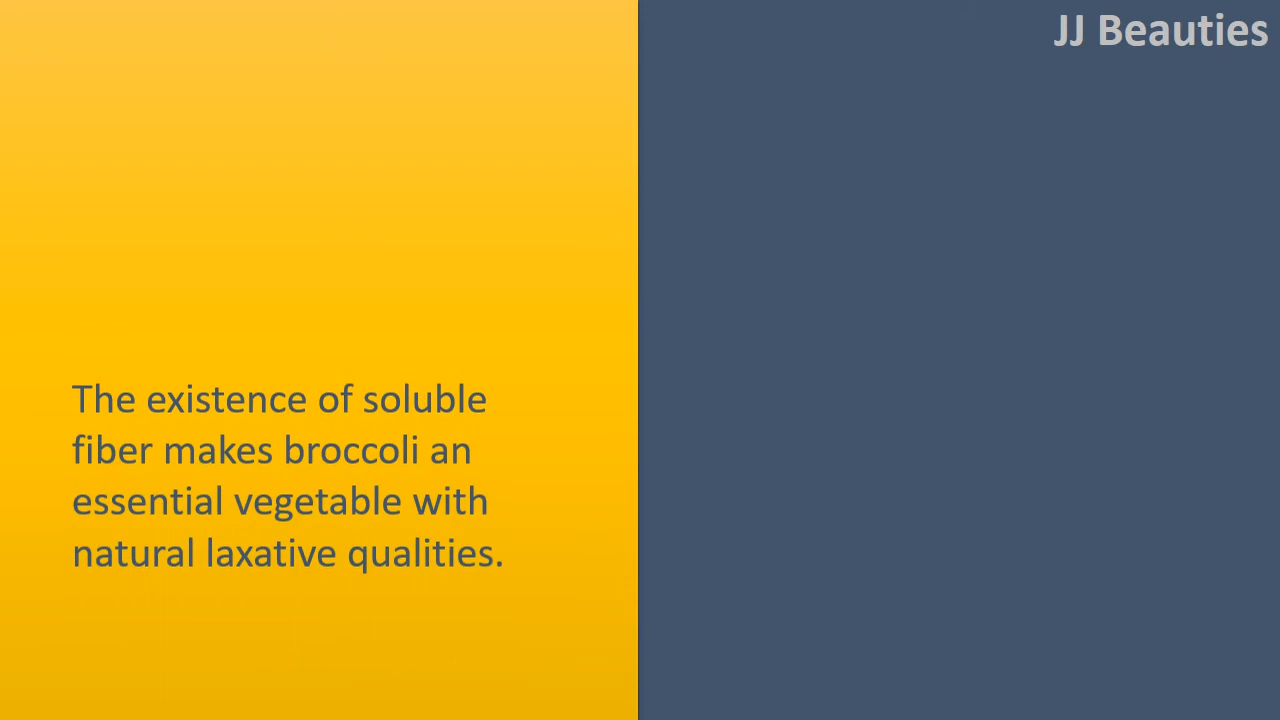 JJ Beauties
The existence of soluble
fiber makes broccoli an
essential vegetable with
natural laxative qualities.